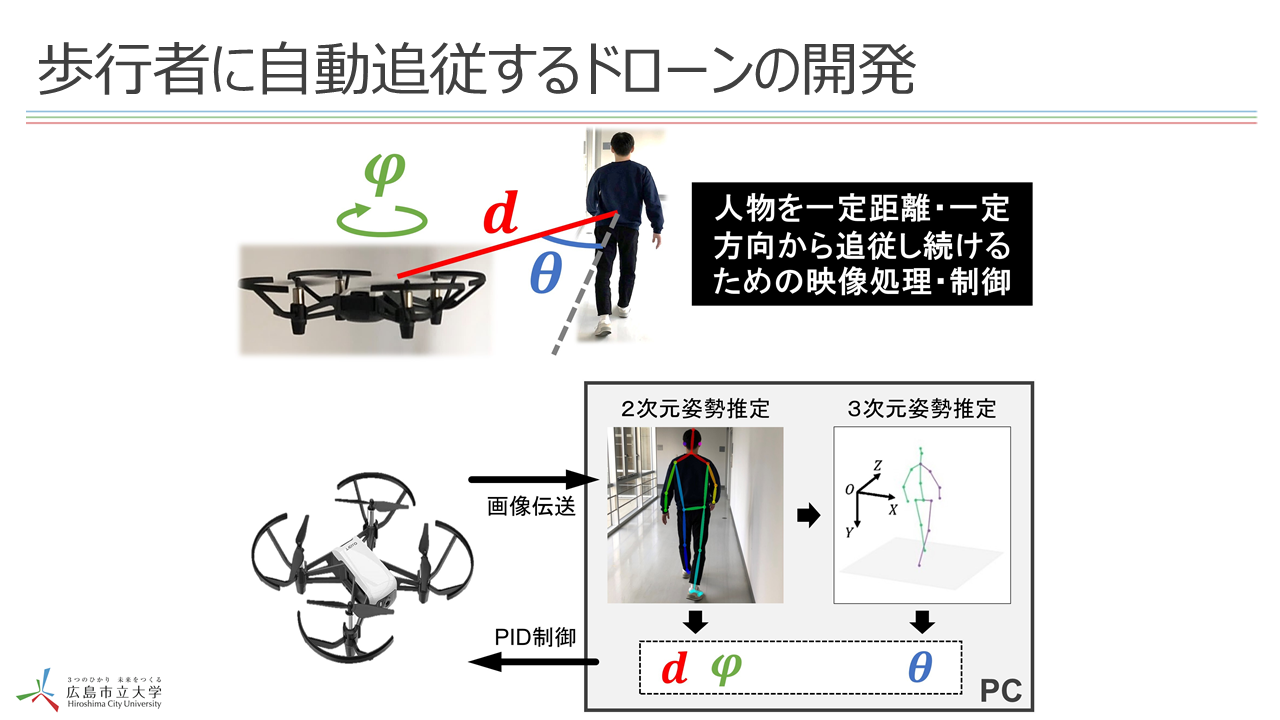 歩行者に自動追従するドローンの開発
φ
d
θ
人物を一定距離・一定
方向から追従し続ける
ための映像処理・制御
2次元姿勢推定
3次元姿勢推定
画像伝送
O
Z
X
Y
PID制御
d φ
θ
PC
3つのひかり 未来をつくる
広島市立大学
Hiroshima City University